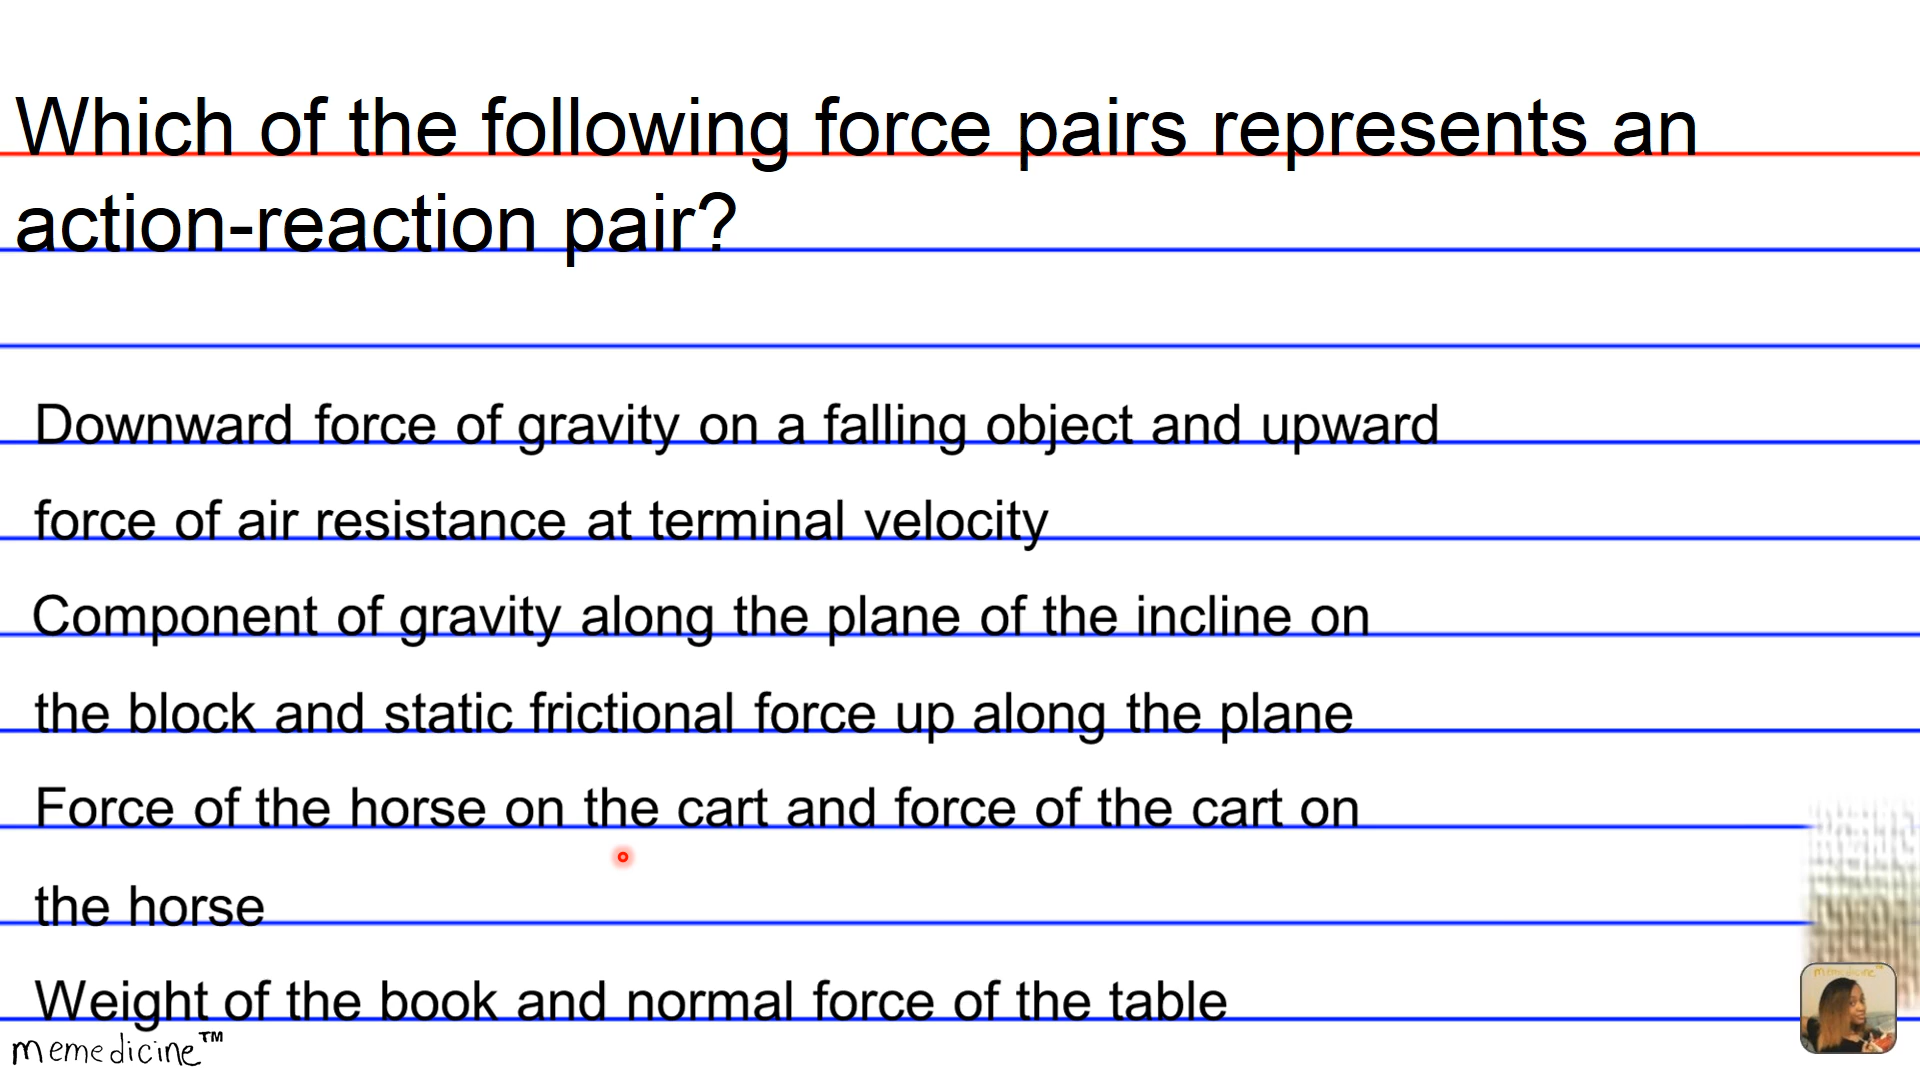 Which of the following force pairs represents an
action-reaction pair?
Downward force of gravity on a falling object and upward
force of air resistance at terminal velocity
Component of gravity along the plane of the incline on
the block and static frictional force up along the plane
Force of the horse on the cart and force of the cart on
the horse
Weight of the book and normal force of the table
memedicine™
memedicine™